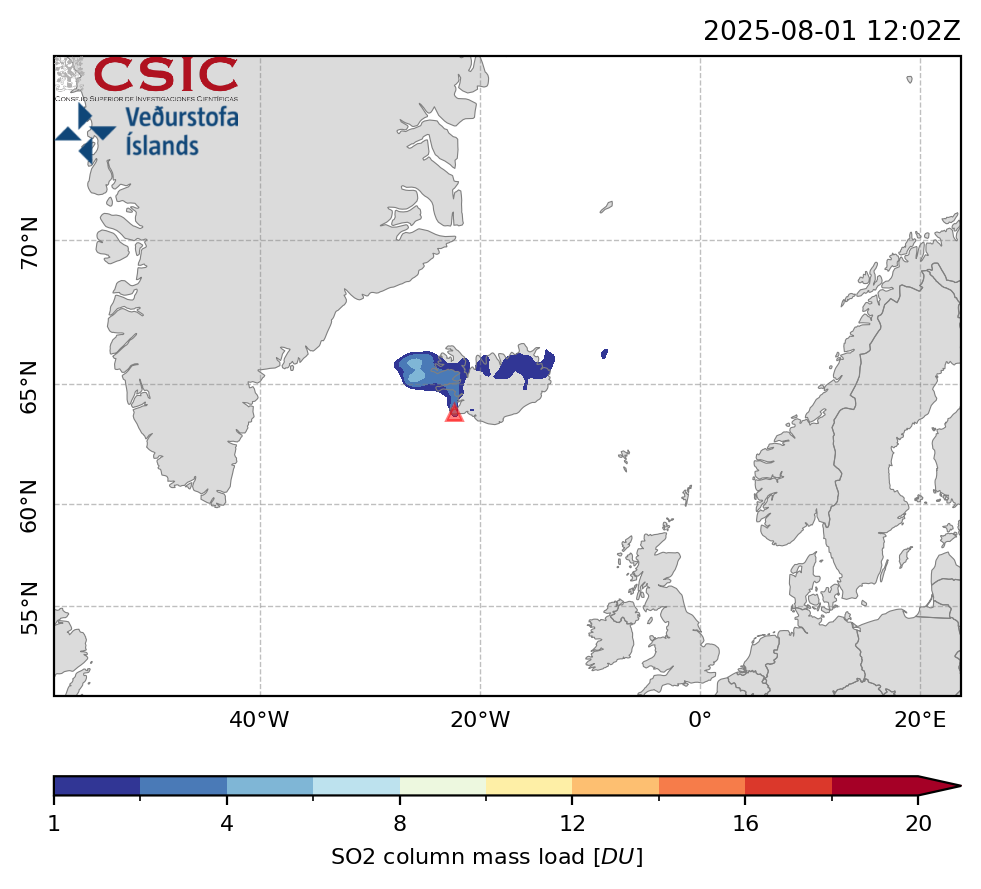 2025-08-01 12:02Z
CSIC
CONSEJO SUPERIOR DE INVESTIGACIONES CIENTÍFICAS
Veðurstofa
Íslands
70°N
65°N
60°N
55°N
40°W 20°W 0° 20°E
1 4 8 12 16 20
SO2 column mass load [DU]